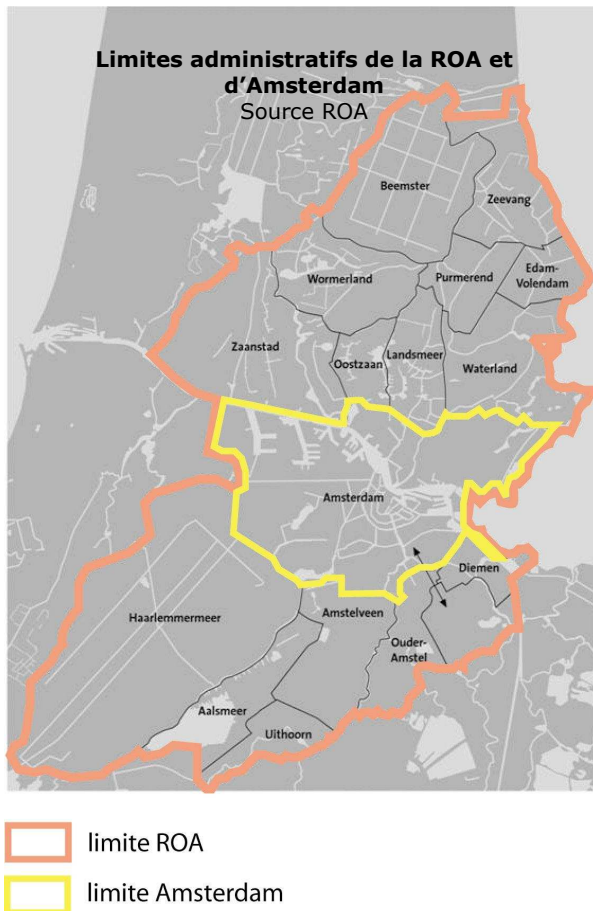 Limites administratifs de la ROA et
d'Amsterdam
Source ROA
Beemster
Zeevang
Wormerland
Purmerend
Edam-
Volendam
Zaanstad
Oostzaan
Landsmeer
Waterland
Amsterdam
Diemen
Haarlemmermeer
Amstelveen
Ouder-
Amstel
Aalsmeer
Uithoorn
limite ROA
limite Amsterdam